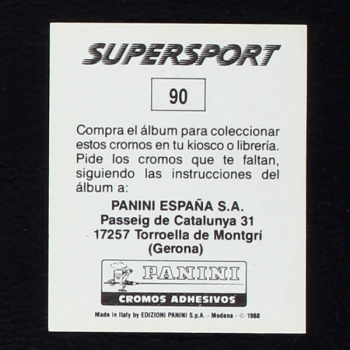 SUPERSPORT
90
Compra el álbum para coleccionar
estos cromos en tu kiosco o librería.
Pide los cromos que te faltan,
siguiendo las instrucciones del
álbum a:
PANINI ESPAÑA S.A.
Passeig de Catalunya 31
17257 Torroella de Montgrí
(Gerona)
PANINI
CROMOS ADHESIVOS
Made in Italy by EDIZIONI PANINI S.p.A. - Modena - © 1988